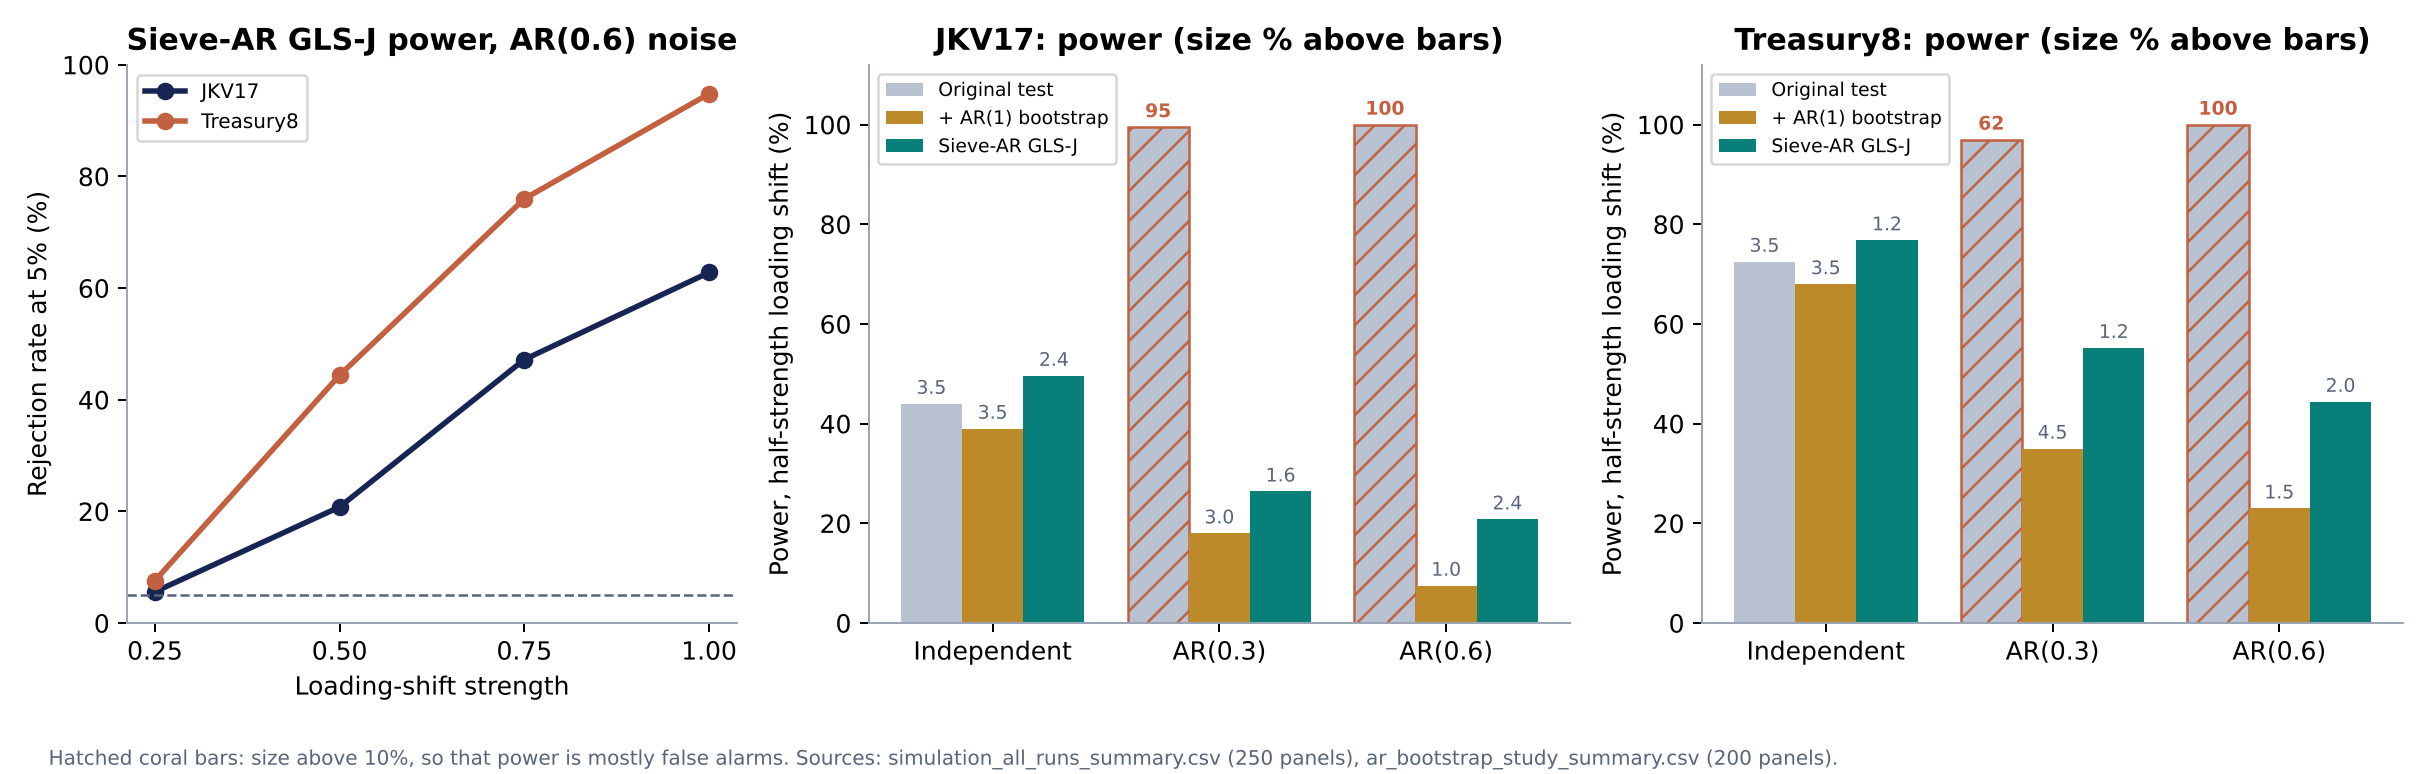 Sieve-AR GLS-J power, AR(0.6) noise
JKV17
Treasury8
Rejection rate at 5% (%)
100
80
60
40
20
0
0.25 0.50 0.75 1.00
Loading-shift strength
JKV17: power (size % above bars)
Original test
+ AR(1) bootstrap
Sieve-AR GLS-J
Power, half-strength loading shift (%)
100
80
60
40
20
0
3.5
3.5
2.4
95
3.0
1.6
100
1.0
2.4
Independent AR(0.3) AR(0.6)
Treasury8: power (size % above bars)
Original test
+ AR(1) bootstrap
Sieve-AR GLS-J
Power, half-strength loading shift (%)
100
80
60
40
20
0
3.5
3.5
1.2
62
4.5
1.2
100
1.5
2.0
Independent AR(0.3) AR(0.6)
Hatched coral bars: size above 10%, so that power is mostly false alarms. Sources: simulation_all_runs_summary.csv (250 panels), ar_bootstrap_study_summary.csv (200 panels).